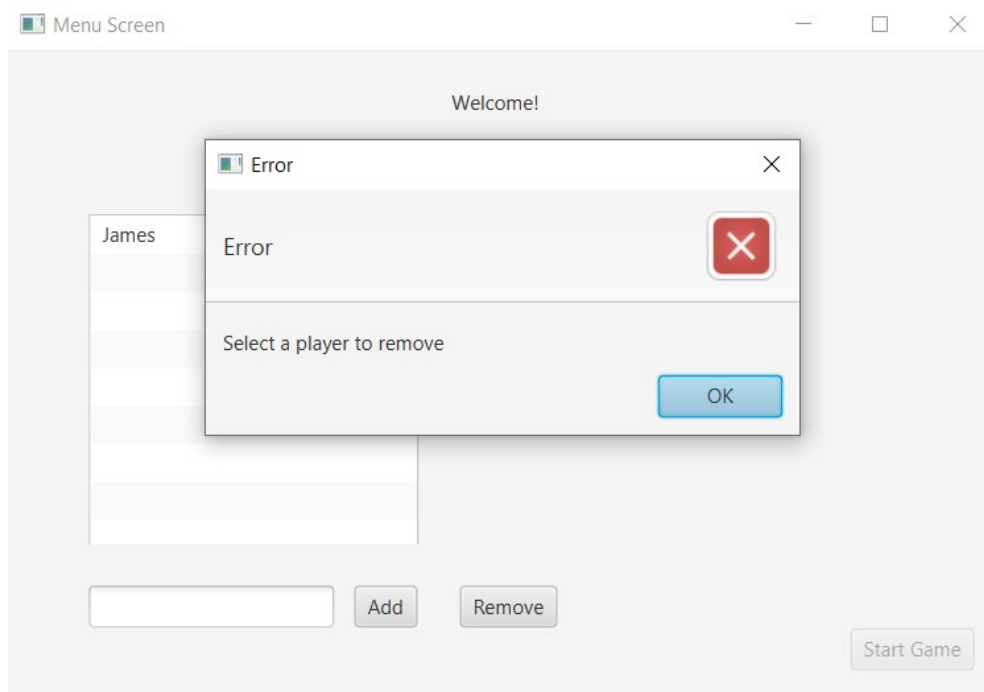 Menu Screen
Welcome!
Error
James
Error
Select a player to remove
OK
Add
Remove
Start Game